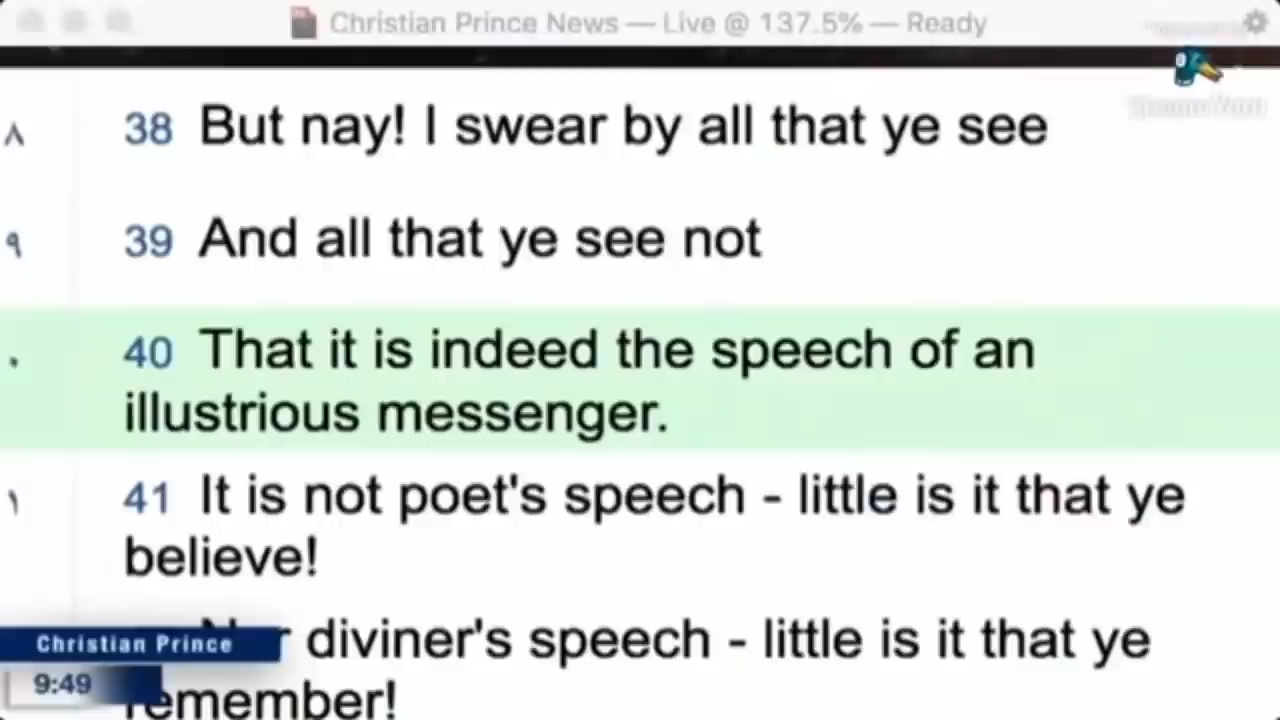 Christian Prince News — Live @ 137.5% — Ready
٨ 38 But nay! I swear by all that ye see
٩ 39 And all that ye see not
٠ 40 That it is indeed the speech of an
illustrious messenger.
١ 41 It is not poet's speech - little is it that ye
believe!
diviner's speech - little is it that ye
remember!
Christian Prince
9:49